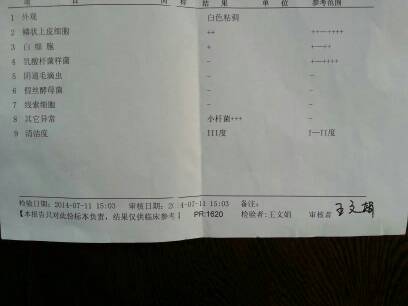 项 目 简 称 结 果 单 位 参考范围
1 外观 白色粘稠
2 鳞状上皮细胞 ++ ++—++++
3 白细胞 + +—++
4 乳酸杆菌样菌 - +—++++
5 阴道毛滴虫 - -
6 假丝酵母菌 - -
7 线索细胞 - -
8 其它异常 小杆菌+++
9 清洁度 III度 I—II度
检验日期:2014-07-11 15:03 审核日期:2014-07-11 15:03 备注:
【本报告只对此份标本负责，结果仅供临床参考】 PR:1620 检验者:王文娟 审核者 王文娟